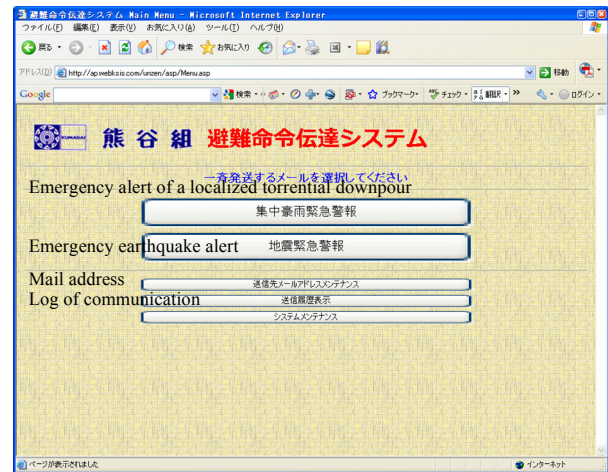 避難命令伝達システム Main Menu - Microsoft Internet Explorer
ファイル(F) 編集(E) 表示(V) お気に入り(A) ツール(T) ヘルプ(H)
戻る 検索 お気に入り
アドレス(D) http://ap.webksis.com/unzen/asp/Menu.asp 移動
Google 検索 ブックマーク チェック 翻訳 ログイン
KUMAGAI 熊谷組 避難命令伝達システム
一斉発送するメールを選択してください
Emergency alert of a localized torrential downpour
集中豪雨緊急警報
Emergency earthquake alert 地震緊急警報
Mail address 送信先メールアドレスメンテナンス
Log of communication 送信履歴表示
システムメンテナンス
ページが表示されました インターネット